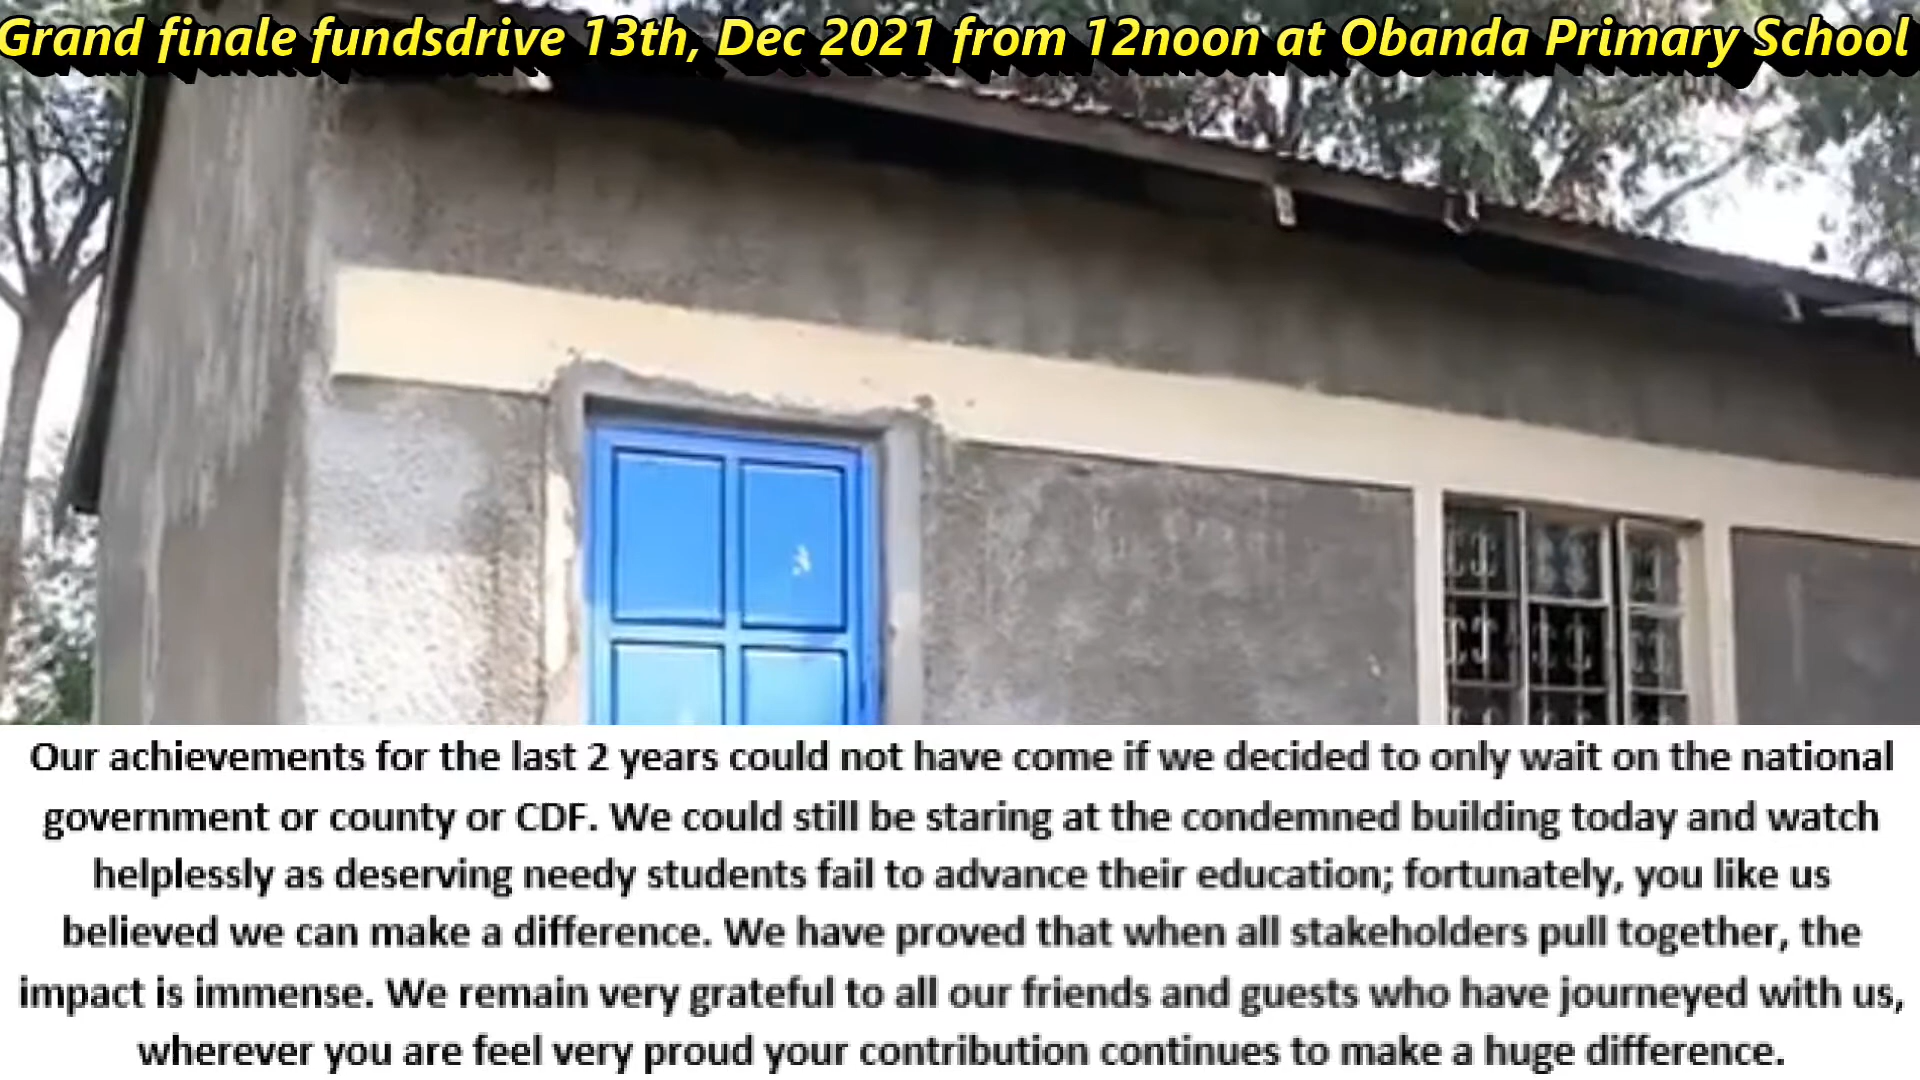 Grand finale fundsdrive 13th, Dec 2021 from 12noon at Obanda Primary School
Our achievements for the last 2 years could not have come if we decided to only wait on the national
government or county or CDF. We could still be staring at the condemned building today and watch
helplessly as deserving needy students fail to advance their education; fortunately, you like us
believed we can make a difference. We have proved that when all stakeholders pull together, the
impact is immense. We remain very grateful to all our friends and guests who have journeyed with us,
wherever you are feel very proud your contribution continues to make a huge difference.